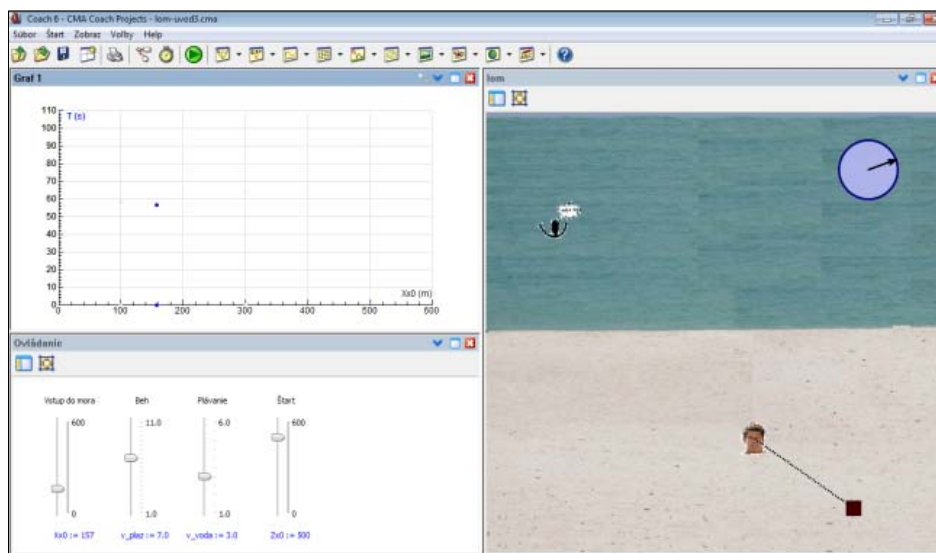 Coach 6 - CMA Coach Projects - lom-uvod3.cma
Súbor Štart Zobraz Voľby Help
Graf 1
T (s)
110
100
90
80
70
60
50
40
30
20
10
0
0 100 200 300 400 500 600
Xx0 (m)
Ovládanie
Vstup do mora Beh Plávanie Štart
600 11.0 6.0 600
0 1.0 1.0 0
Xx0 := 157 v_plaz := 7.0 v_voda := 3.0 Zx0 := 500
lom